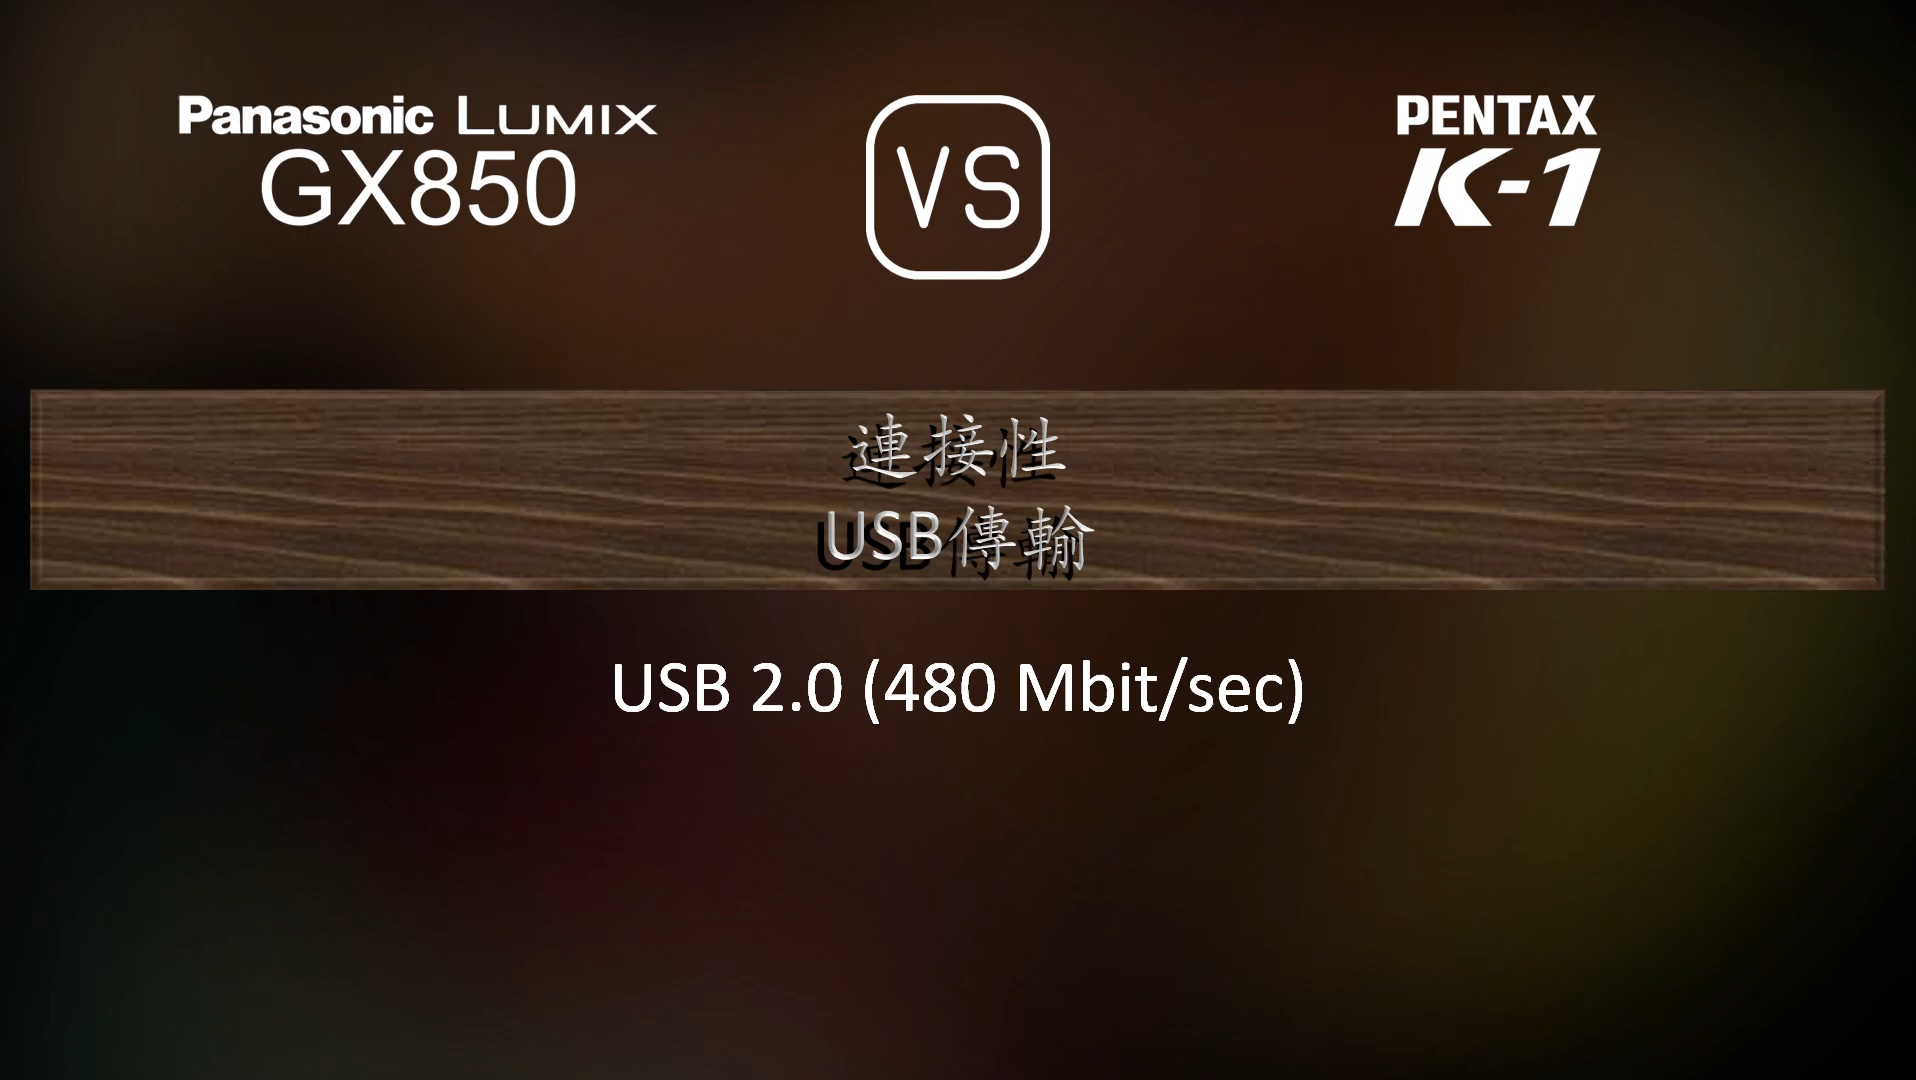 Panasonic LUMIX
GX850
VS
PENTAX
K-1
連接性
USB傳輸
USB 2.0 (480 Mbit/sec)